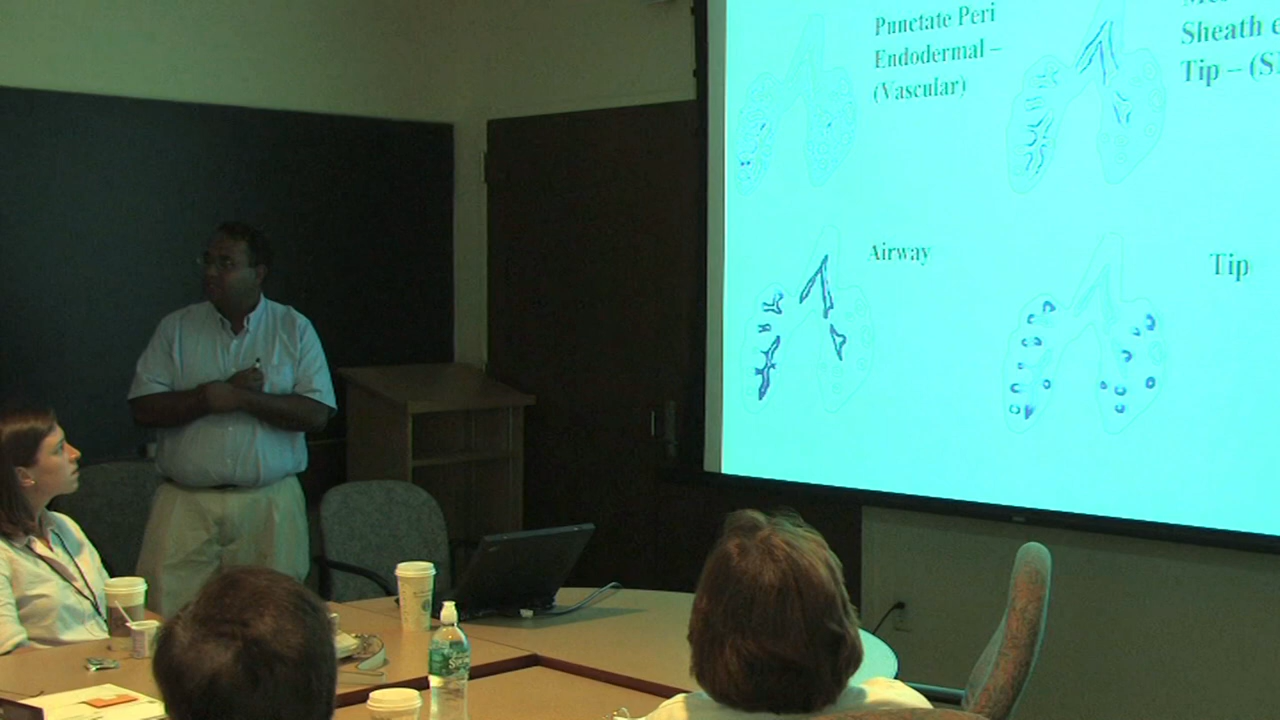 Punctate Peri
Endodermal –
(Vascular)
Sheath
Tip – (S
Airway
Tip